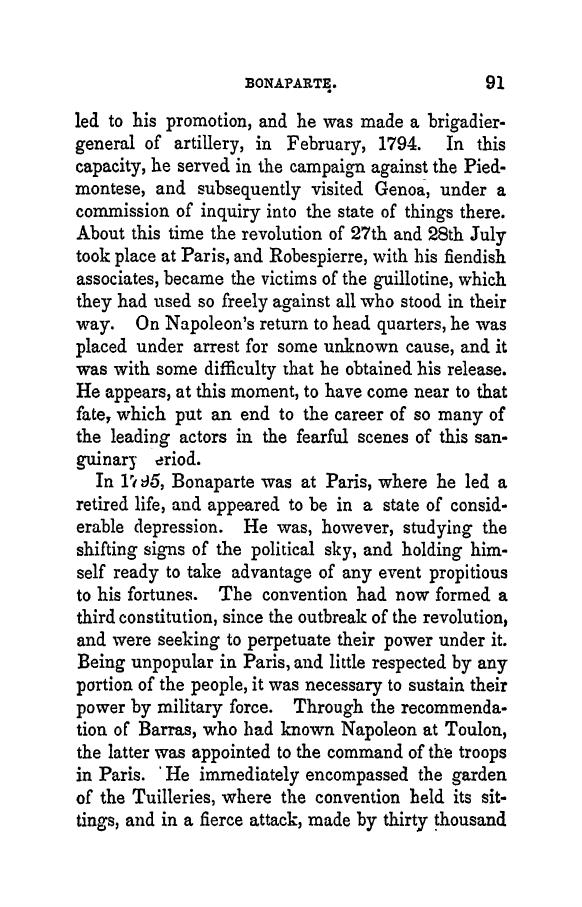 BONAPARTE. 91
led to his promotion, and he was made a brigadier-
general of artillery, in February, 1794. In this
capacity, he served in the campaign against the Pied-
montese, and subsequently visited Genoa, under a
commission of inquiry into the state of things there.
About this time the revolution of 27th and 28th July
took place at Paris, and Robespierre, with his fiendish
associates, became the victims of the guillotine, which
they had used so freely against all who stood in their
way. On Napoleon's return to head quarters, he was
placed under arrest for some unknown cause, and it
was with some difficulty that he obtained his release.
He appears, at this moment, to have come near to that
fate, which put an end to the career of so many of
the leading actors in the fearful scenes of this san-
guinary eriod.
In 1795, Bonaparte was at Paris, where he led a
retired life, and appeared to be in a state of consid-
erable depression. He was, however, studying the
shifting signs of the political sky, and holding him-
self ready to take advantage of any event propitious
to his fortunes. The convention had now formed a
third constitution, since the outbreak of the revolution,
and were seeking to perpetuate their power under it.
Being unpopular in Paris, and little respected by any
portion of the people, it was necessary to sustain their
power by military force. Through the recommenda-
tion of Barras, who had known Napoleon at Toulon,
the latter was appointed to the command of the troops
in Paris. He immediately encompassed the garden
of the Tuilleries, where the convention held its sit-
tings, and in a fierce attack, made by thirty thousand